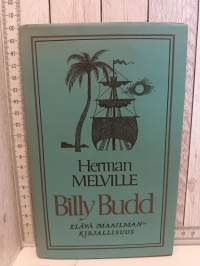 Herman
MELVILLE
Billy Budd
ELÄVÄ MAAILMAN-
KIRJALLISUUS